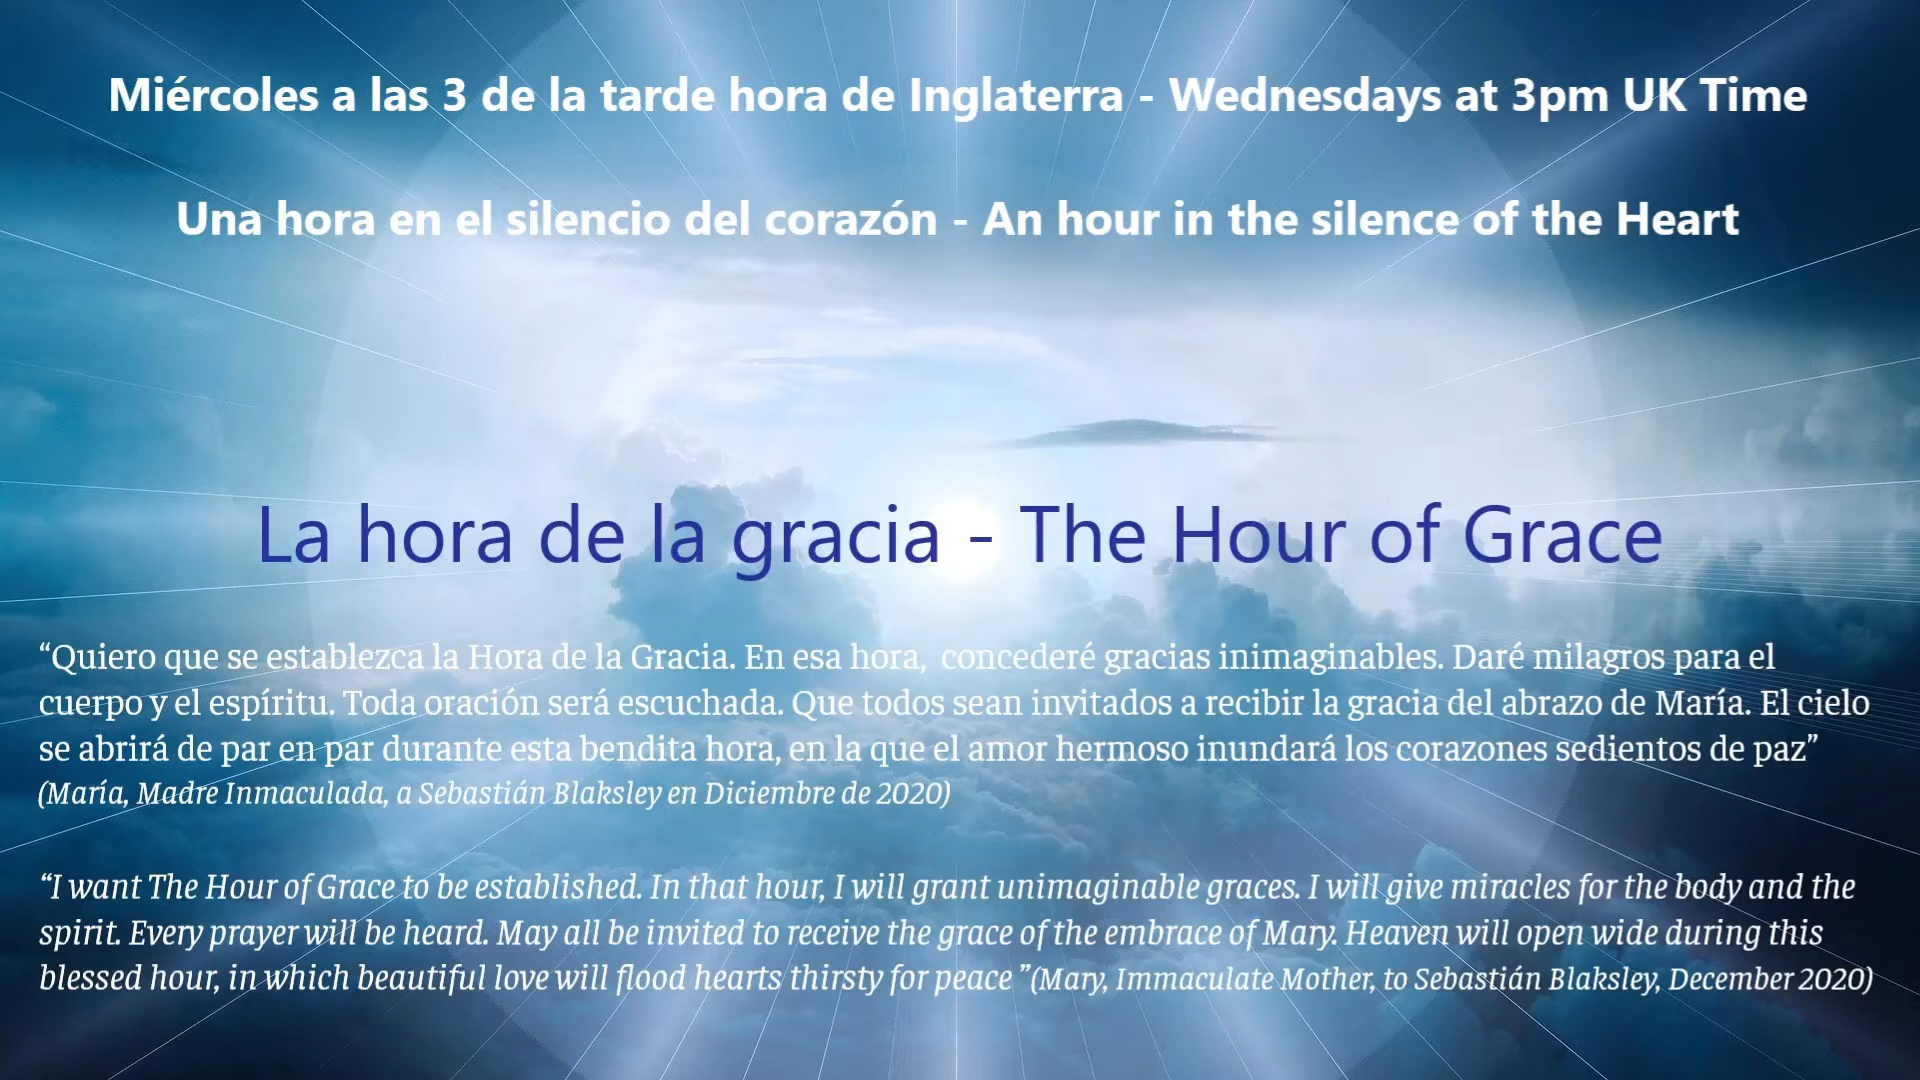 Miércoles a las 3 de la tarde hora de Inglaterra - Wednesdays at 3pm UK Time
Una hora en el silencio del corazón - An hour in the silence of the Heart
La hora de la gracia - The Hour of Grace
“Quiero que se establezca la Hora de la Gracia. En esa hora, concederé gracias inimaginables. Daré milagros para el
cuerpo y el espíritu. Toda oración será escuchada. Que todos sean invitados a recibir la gracia del abrazo de María. El cielo
se abrirá de par en par durante esta bendita hora, en la que el amor hermoso inundará los corazones sedientos de paz”
(María, Madre Inmaculada, a Sebastián Blaksley en Diciembre de 2020)
“I want The Hour of Grace to be established. In that hour, I will grant unimaginable graces. I will give miracles for the body and the
spirit. Every prayer will be heard. May all be invited to receive the grace of the embrace of Mary. Heaven will open wide during this
blessed hour, in which beautiful love will flood hearts thirsty for peace ”(Mary, Immaculate Mother, to Sebastián Blaksley, December 2020)